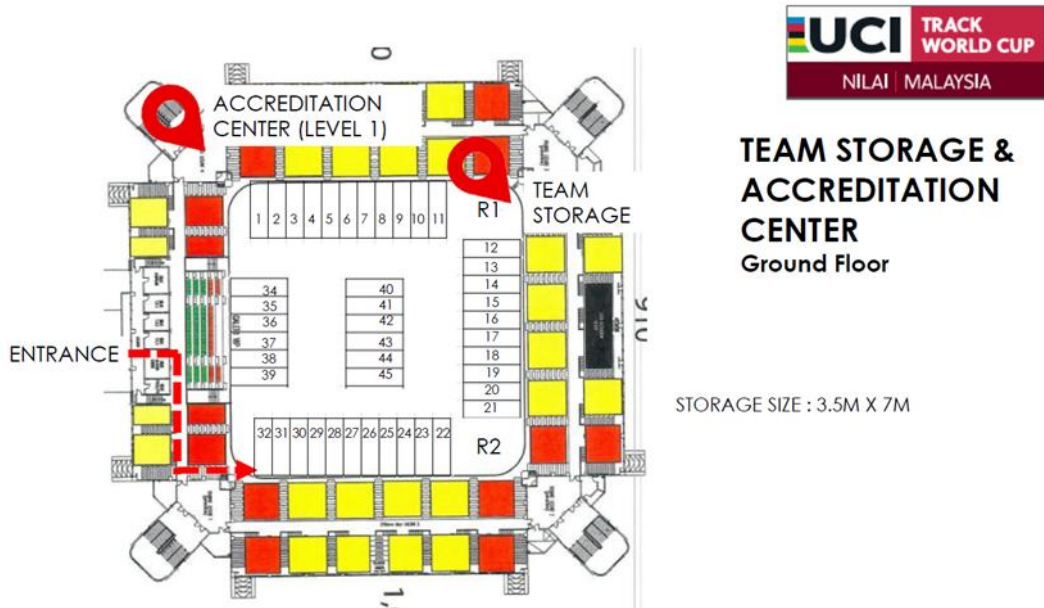 UCI TRACK
WORLD CUP
NILAI | MALAYSIA
TEAM STORAGE &
ACCREDITATION
CENTER
Ground Floor
STORAGE SIZE : 3.5M X 7M
ACCREDITATION
CENTER (LEVEL 1)
TEAM
STORAGE
ENTRANCE
R1
R2
1 2 3 4 5 6 7 8 9 10 11
12
13
14
15
16
17
18
19
20
21
34
35
36
37
38
39
40
41
42
43
44
45
32 31 30 29 28 27 26 25 24 23 22
0
910